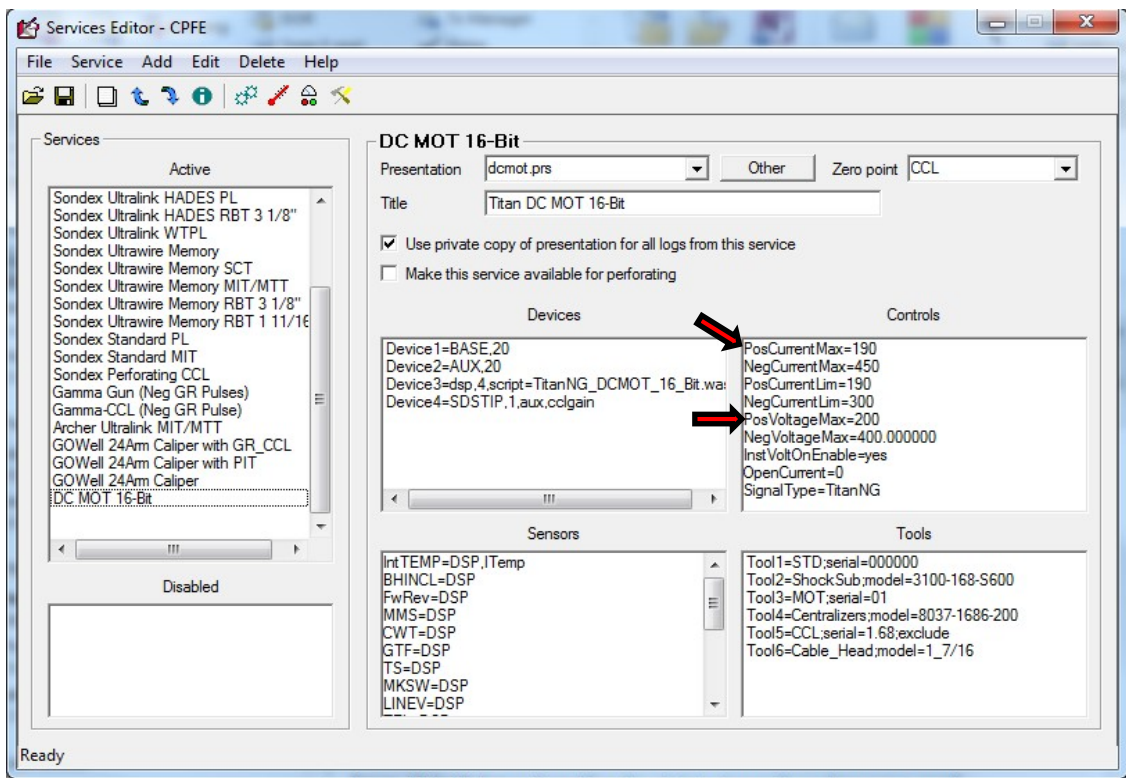 Services Editor - CPFE
File Service Add Edit Delete Help
Services
Active
Sondex Ultralink HADES PL
Sondex Ultralink HADES RBT 3 1/8"
Sondex Ultralink WTPL
Sondex Ultrawire Memory
Sondex Ultrawire Memory SCT
Sondex Ultrawire Memory MIT/MTT
Sondex Ultrawire Memory RBT 3 1/8"
Sondex Ultrawire Memory RBT 1 11/16
Sondex Standard PL
Sondex Standard MIT
Sondex Perforating CCL
Gamma Gun (Neg GR Pulses)
Gamma-CCL (Neg GR Pulse)
Archer Ultralink MIT/MTT
GOWell 24Arm Caliper with GR_CCL
GOWell 24Arm Caliper with PIT
GOWell 24Arm Caliper
DC MOT 16-Bit
Disabled
DC MOT 16-Bit
Presentation dcmot.prs Other Zero point CCL
Title Titan DC MOT 16-Bit
Use private copy of presentation for all logs from this service
Make this service available for perforating
Devices
Device1=BASE,20
Device2=AUX,20
Device3=dsp,4,script=TitanNG_DCMOT_16_Bit.was
Device4=SDSTIP,1,aux,cclgain
Controls
PosCurrentMax=190
NegCurrentMax=450
PosCurrentLim=190
NegCurrentLim=300
PosVoltageMax=200
NegVoltageMax=400.000000
InstVoltOnEnable=yes
OpenCurrent=0
SignalType=TitanNG
Sensors
IntTEMP=DSP,ITemp
BHINCL=DSP
FwRev=DSP
MMS=DSP
CWT=DSP
GTF=DSP
TS=DSP
MKSW=DSP
LINEV=DSP
Tools
Tool1=STD;serial=000000
Tool2=ShockSub;model=3100-168-S600
Tool3=MOT;serial=01
Tool4=Centralizers;model=8037-1686-200
Tool5=CCL;serial=1.68;exclude
Tool6=Cable_Head;model=1_7/16
Ready